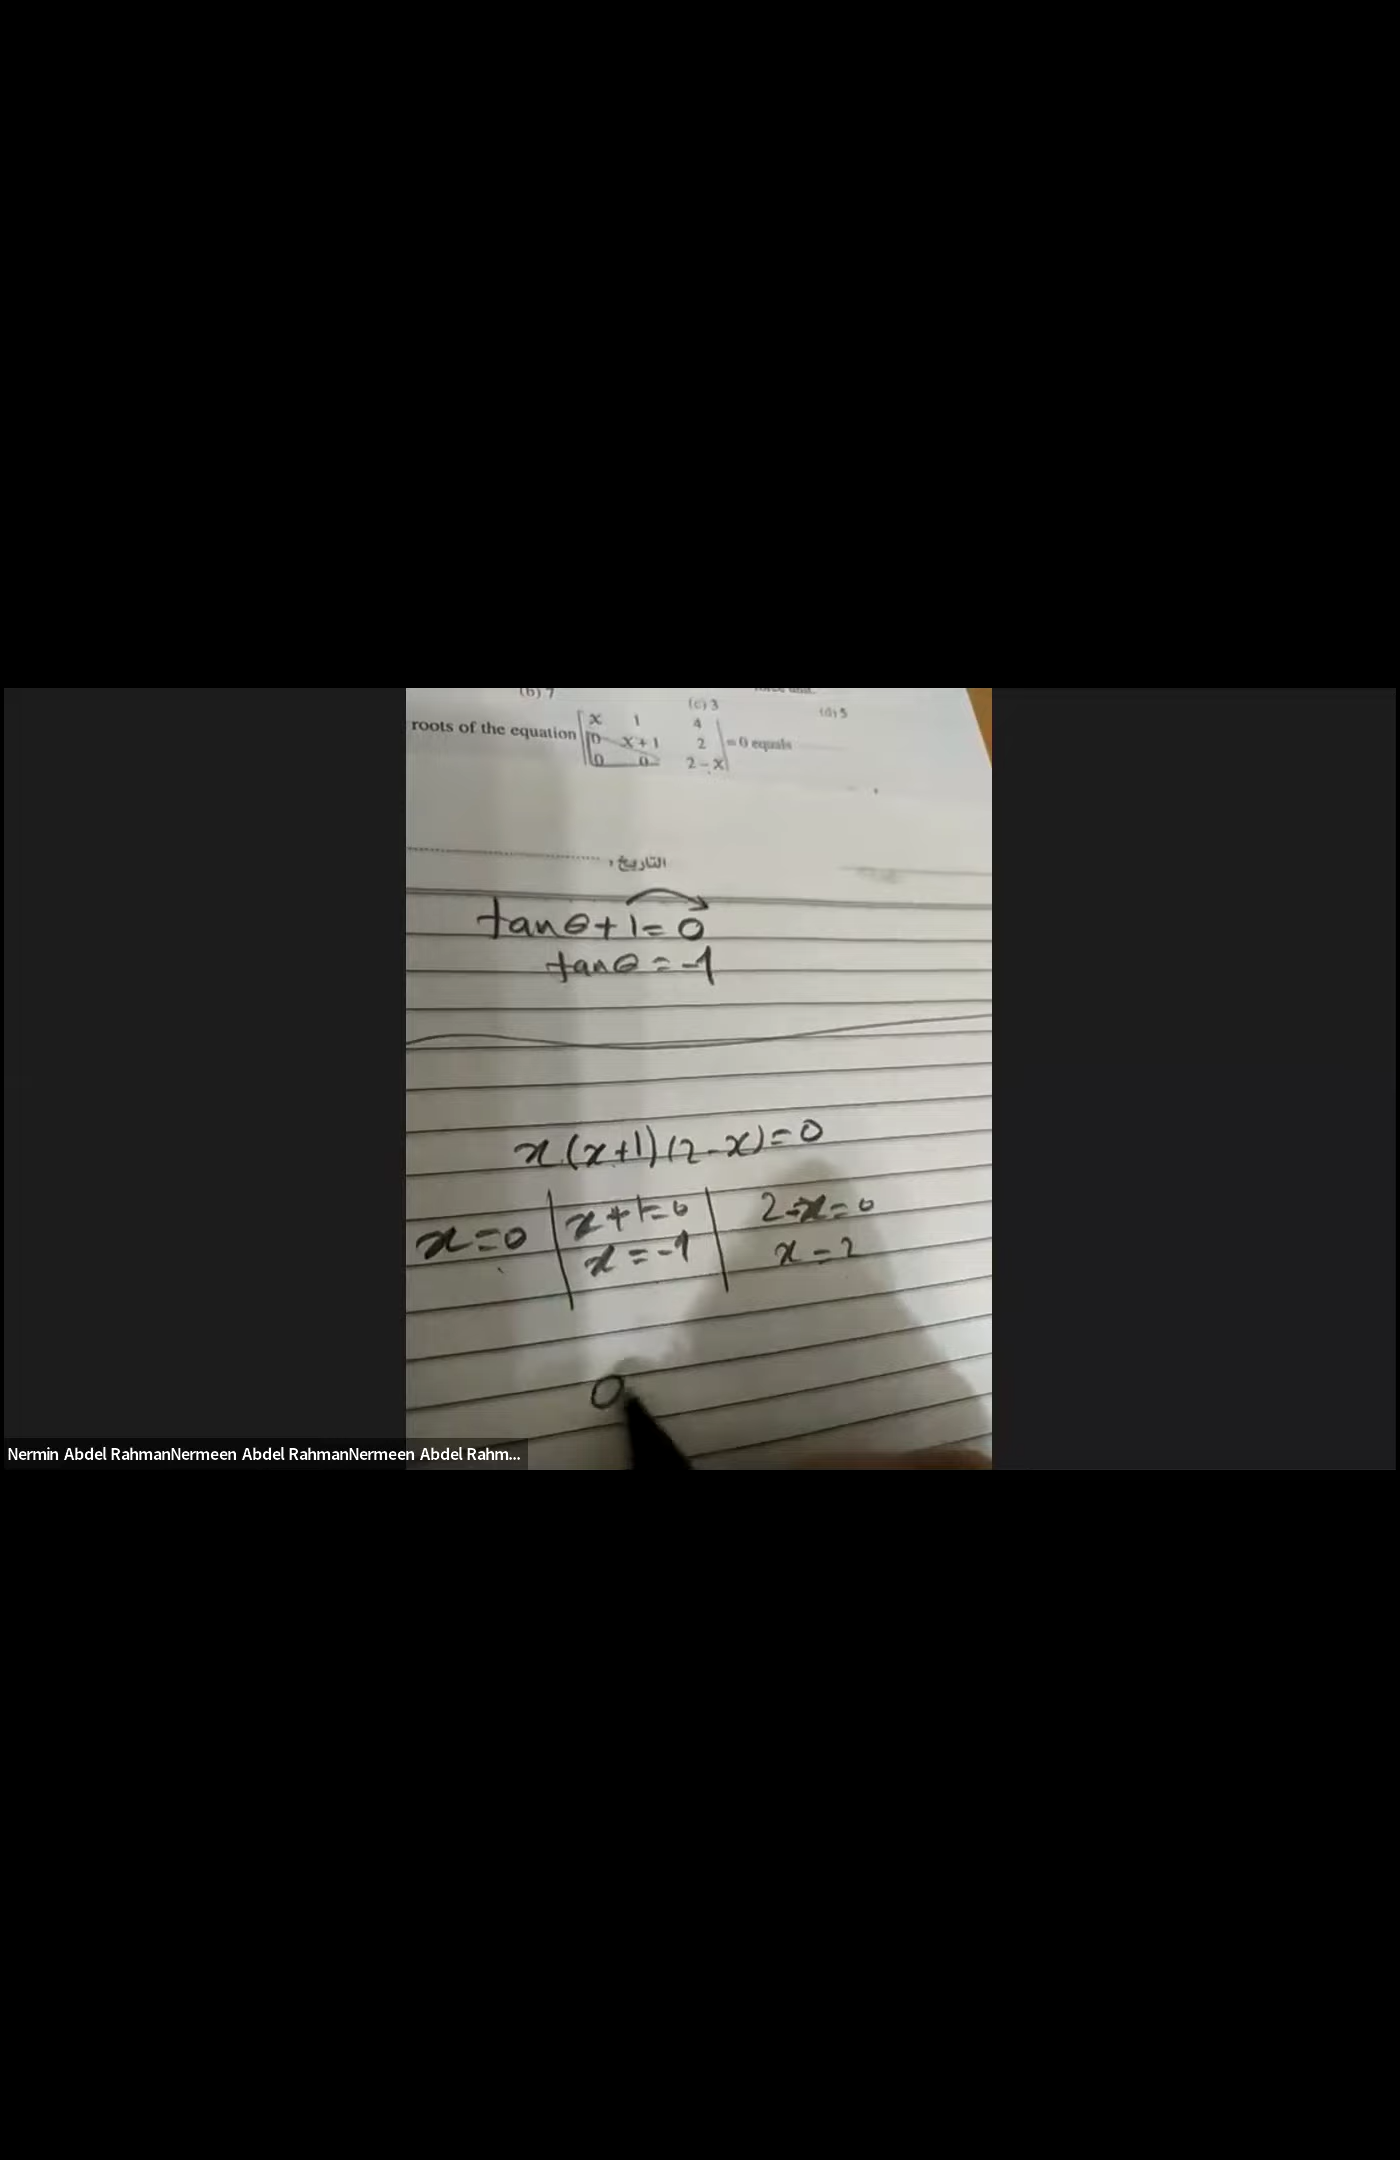 (b) 7
(c) 3
(d) 5
roots of the equation
x 1 4
0 x+1 2
0 0 2-x
= 0 equals
التاريخ :
tanθ+1=0
tanθ=-1
x(x+1)(2-x)=0
x=0
x+1=0
x=-1
2-x=0
x=2
0
Nermin Abdel RahmanNermeen Abdel RahmanNermeen Abdel Rahm...